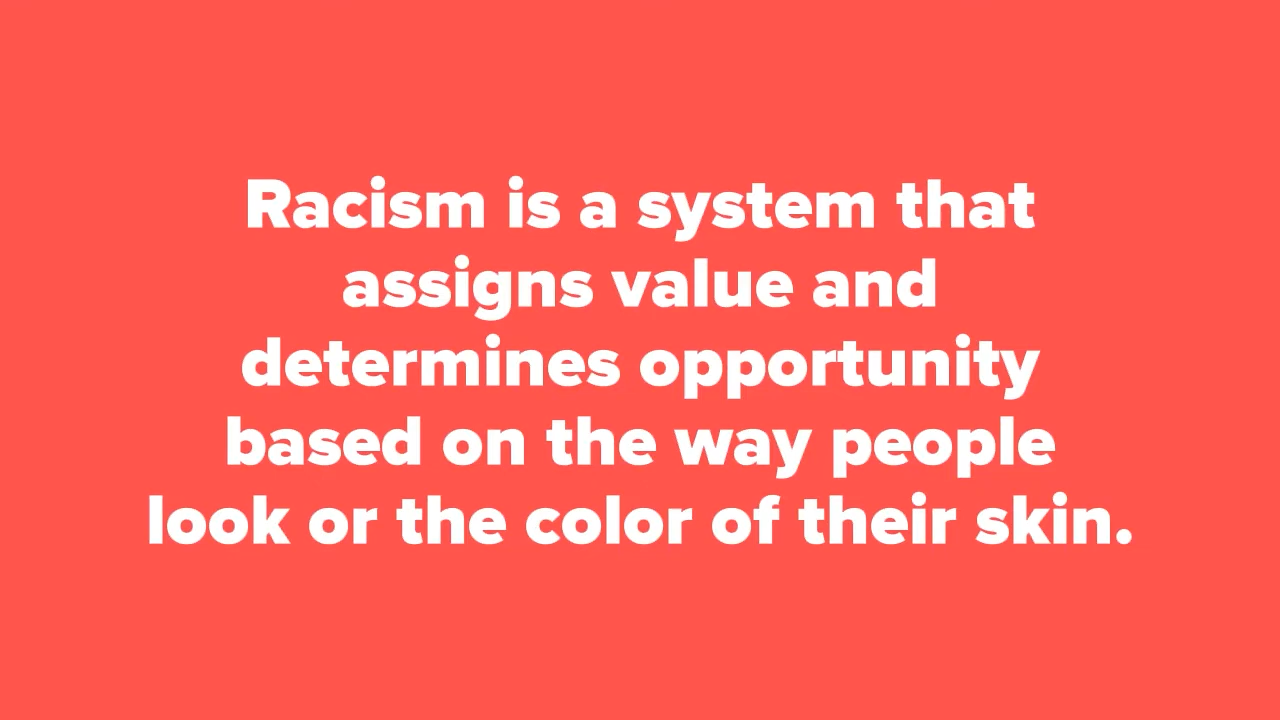 Racism is a system that
assigns value and
determines opportunity
based on the way people
look or the color of their skin.